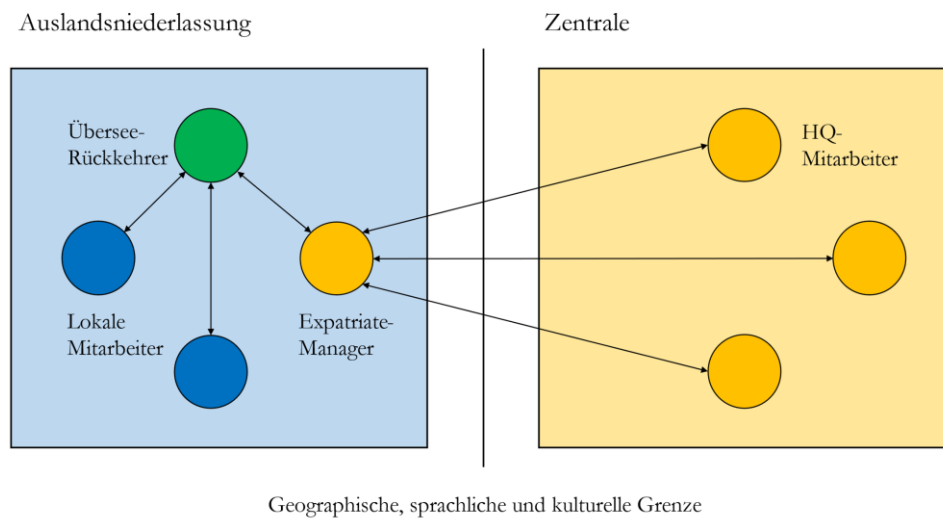 Auslandsniederlassung
Zentrale
Übersee-
Rückkehrer
HQ-
Mitarbeiter
Lokale
Mitarbeiter
Expatriate-
Manager
Geographische, sprachliche und kulturelle Grenze